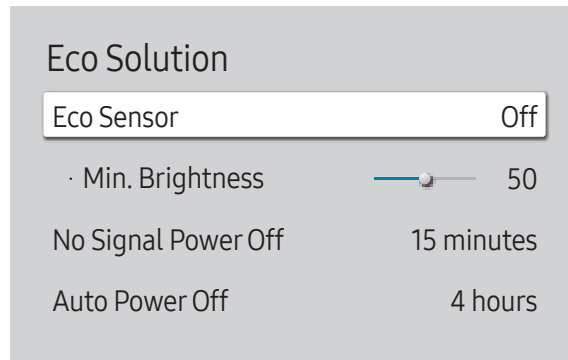 Eco Solution
Eco Sensor Off
· Min. Brightness 50
No Signal Power Off 15 minutes
Auto Power Off 4 hours